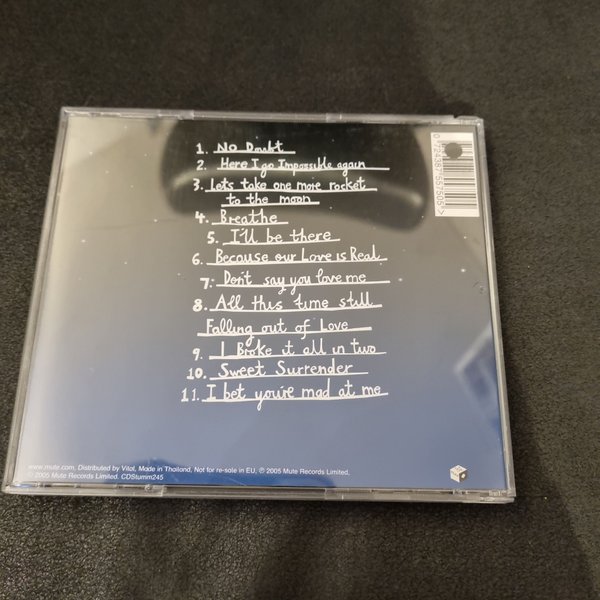 1. No Doubt
2. Here I go Impossible again
3. Lets take one more rocket
to the moon
4. Breathe
5. I'll be there
6. Because our Love is Real
7. Don't say you love me
8. All this time still
Falling out of Love
9. I Broke it all in two
10. Sweet Surrender
11. I bet you're mad at me
www.mute.com. Distributed by Vital, Made in Thailand, Not for re-sale in EU, ℗ 2005 Mute Records Limited,
© 2005 Mute Records Limited. CDStumm245